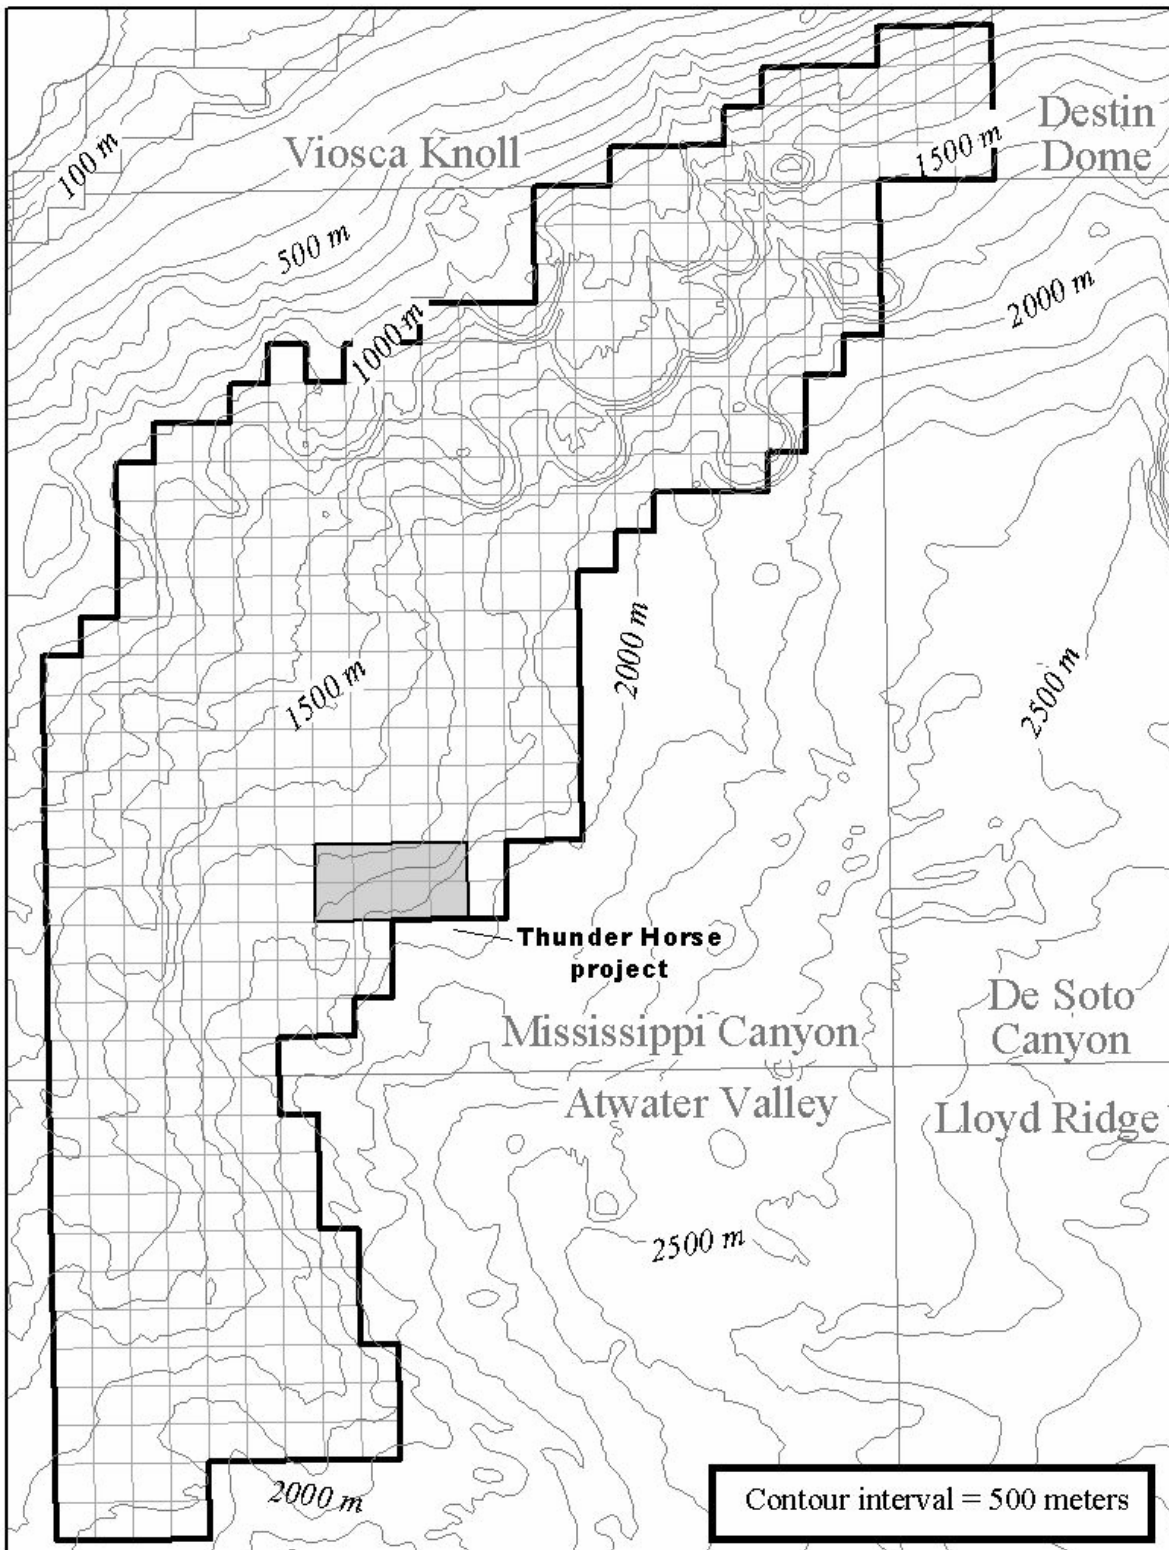 Destin
Dome
1500 m
Viosca Knoll
100 m
500 m
2000 m
1000 m
2000 m
1500 m
2500 m
Thunder Horse
project
De Soto
Canyon
Mississippi Canyon
Atwater Valley
Lloyd Ridge
2500 m
2000 m
Contour interval = 500 meters